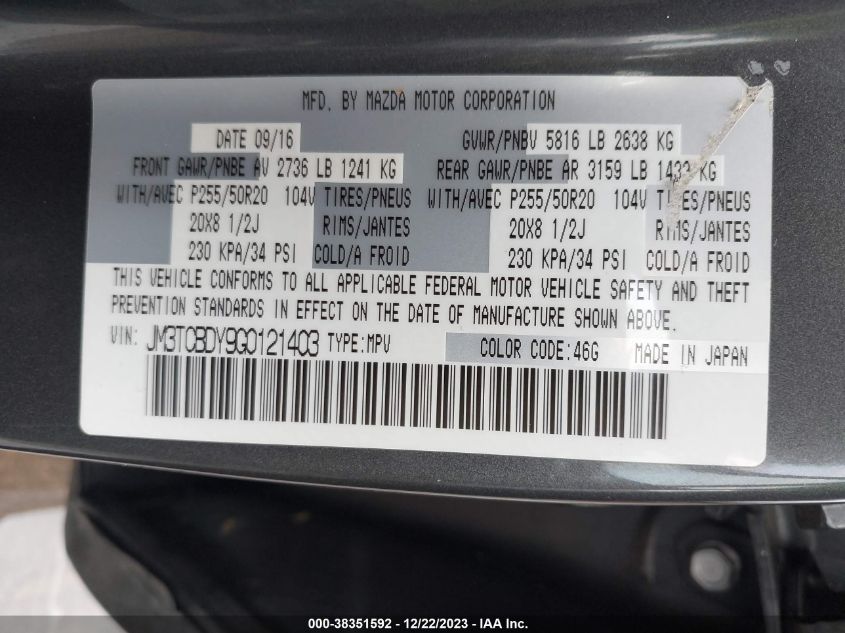 MFD. BY MAZDA MOTOR CORPORATION
DATE 09/16 GVWR/PNBV 5816 LB 2638 KG
FRONT GAWR/PNBE AV 2736 LB 1241 KG REAR GAWR/PNBE AR 3159 LB 1433 KG
WITH/AVEC P255/50R20 104V TIRES/PNEUS WITH/AVEC P255/50R20 104V TIRES/PNEUS
20X8 1/2J RIMS/JANTES 20X8 1/2J RIMS/JANTES
230 KPA/34 PSI COLD/A FROID 230 KPA/34 PSI COLD/A FROID
THIS VEHICLE CONFORMS TO ALL APPLICABLE FEDERAL MOTOR VEHICLE SAFETY AND THEFT
PREVENTION STANDARDS IN EFFECT ON THE DATE OF MANUFACTURE SHOWN ABOVE.
VIN: JM3TCBDY9G0121403 TYPE:MPV COLOR CODE:46G MADE IN JAPAN
000-38351592 - 12/22/2023 - IAA Inc.